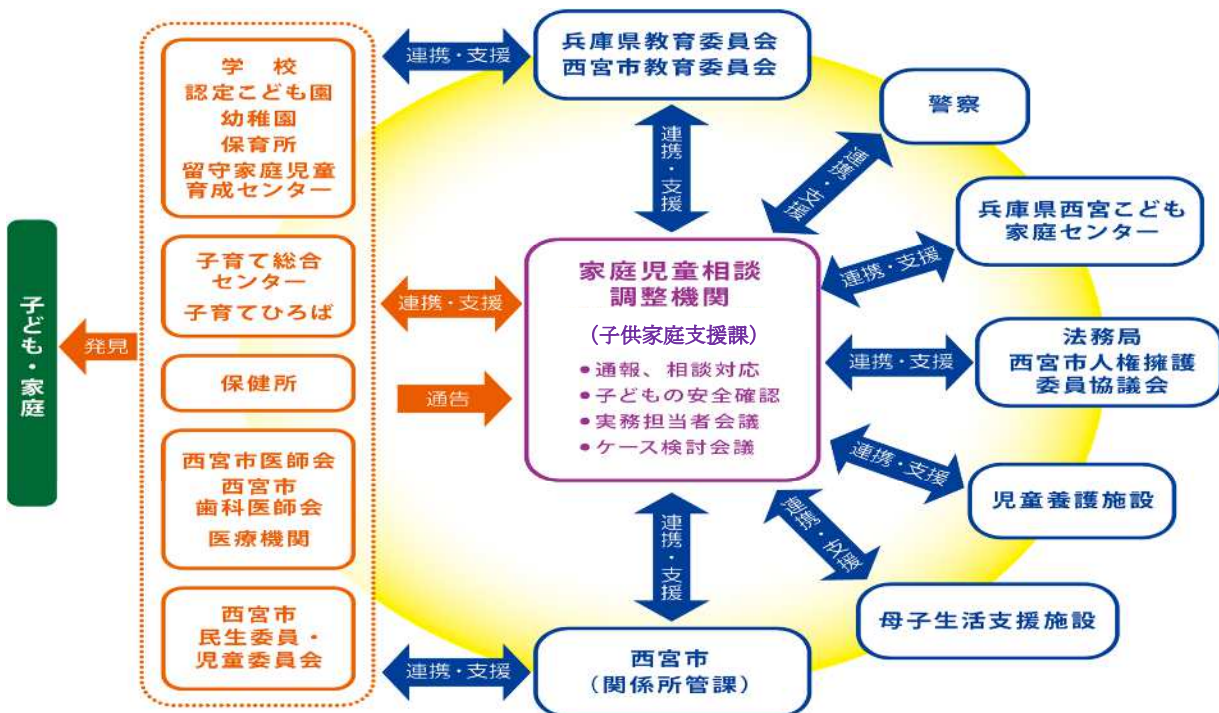 子ども・家庭
発見
学　校
認定こども園
幼稚園
保育所
留守家庭児童
育成センター
子育て総合
センター
子育てひろば
保健所
西宮市医師会
西宮市
歯科医師会
医療機関
西宮市
民生委員・
児童委員会
連携・支援
連携・支援
通告
連携・支援
兵庫県教育委員会
西宮市教育委員会
連携・支援
家庭児童相談
調整機関
（子供家庭支援課）
•通報、相談対応
•子どもの安全確認
•実務担当者会議
•ケース検討会議
連携・支援
西宮市
（関係所管課）
連携・支援
警察
連携・支援
兵庫県西宮こども
家庭センター
連携・支援
法務局
西宮市人権擁護
委員協議会
連携・支援
児童養護施設
連携・支援
母子生活支援施設